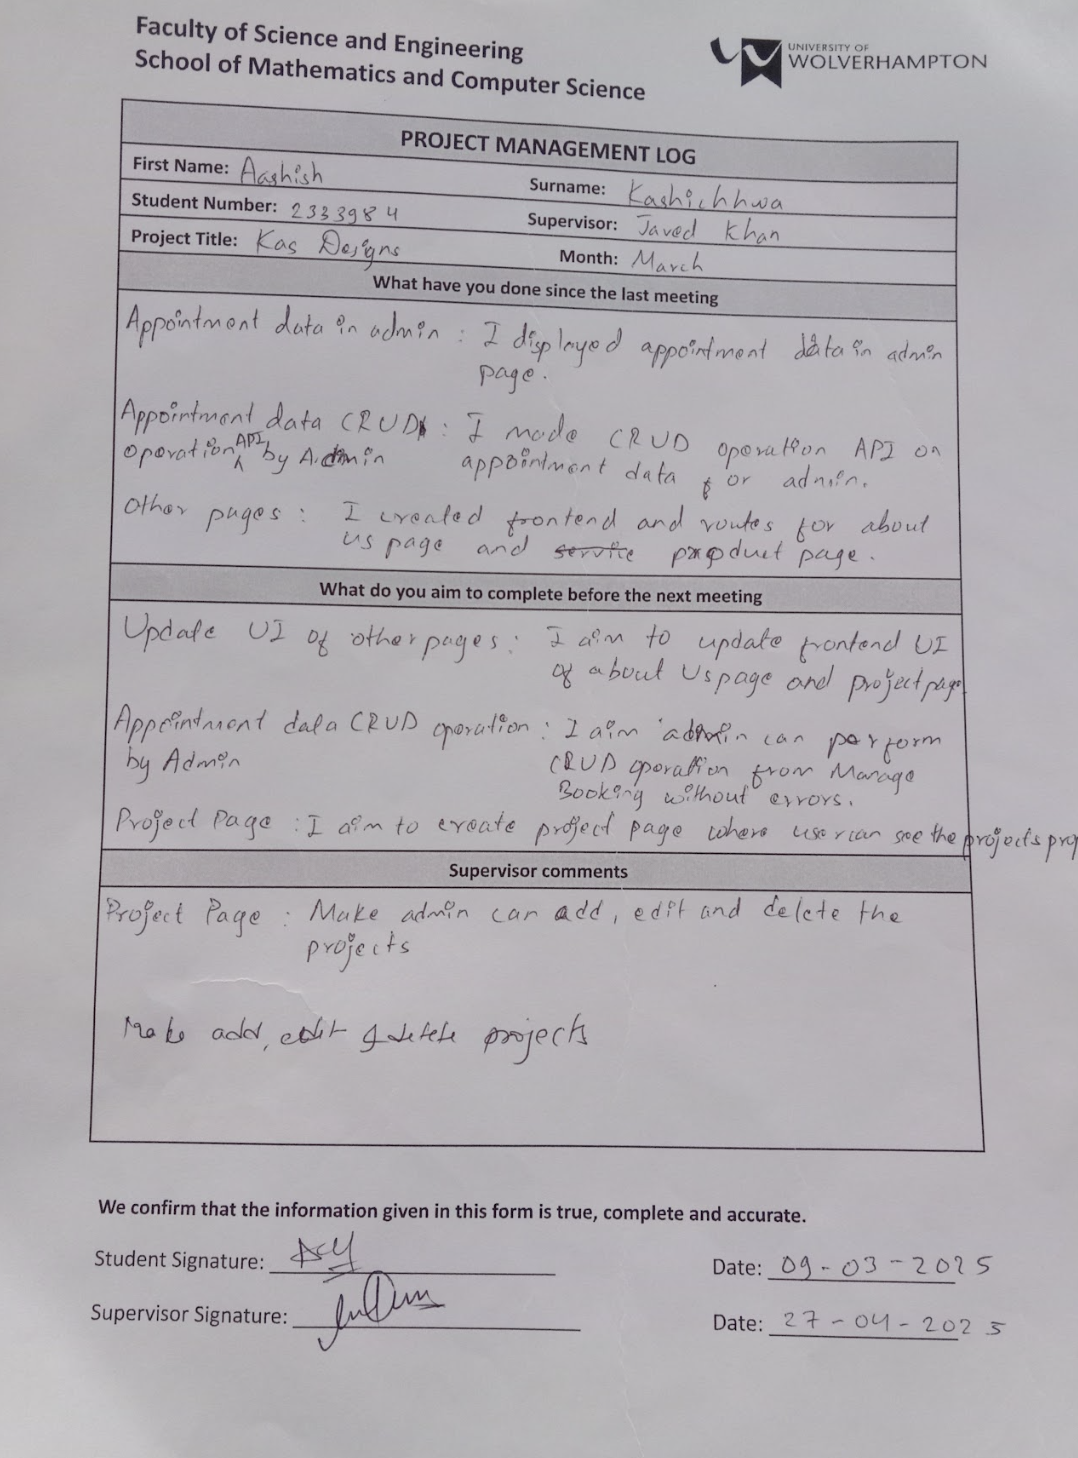 Faculty of Science and Engineering
School of Mathematics and Computer Science
UNIVERSITY OF
WOLVERHAMPTON
PROJECT MANAGEMENT LOG
First Name: Aashish
Surname: Kashichhwa
Student Number: 2333984
Supervisor: Javed Khan
Project Title: Kas Designs
Month: March
What have you done since the last meeting
Appointment data in admin : I displayed appointment data in admin
page.
Appointment data CRUD : I made CRUD operation API on
operation API by Admin appointment data for admin.
Other pages : I created frontend and routes for about
us page and service product page.
What do you aim to complete before the next meeting
Update UI of other pages : I aim to update frontend UI
of about Us page and project page
Appointment data CRUD operation : I aim admin can perform
by Admin CRUD operation from Manage
Booking without errors.
Project Page : I aim to create project page where user can see the projects
Supervisor comments
Project Page : Make admin can add, edit and delete the
projects
Make add, edit & delete projects
We confirm that the information given in this form is true, complete and accurate.
Student Signature:
Date: 09-03-2025
Supervisor Signature:
Date: 27-04-2025